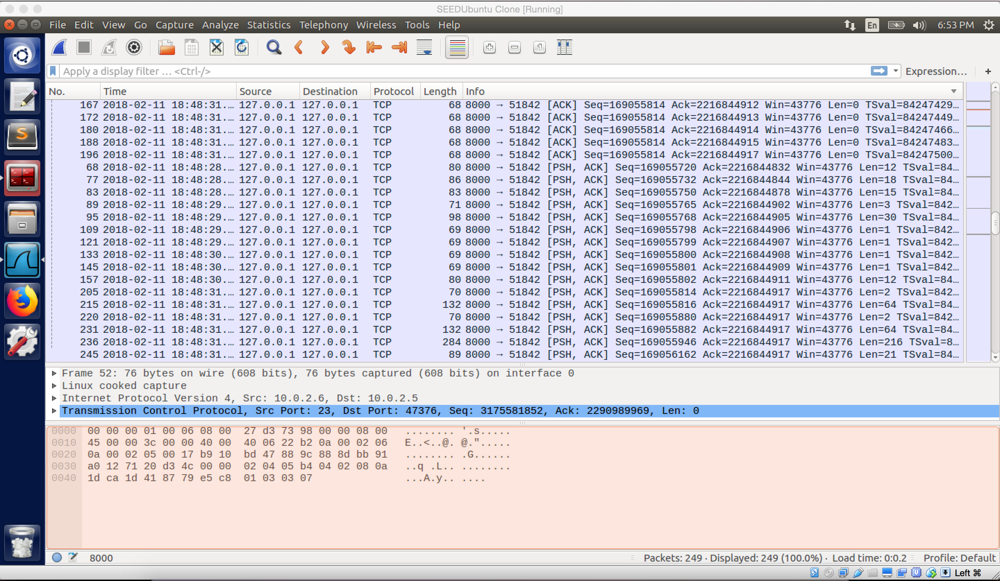 SEEDUbuntu Clone [Running]
File Edit View Go Capture Analyze Statistics Telephony Wireless Tools Help En 6:53 PM
Apply a display filter … <Ctrl-/> Expression… +
No. Time Source Destination Protocol Length Info
167 2018-02-11 18:48:31.… 127.0.0.1 127.0.0.1 TCP 68 8000 → 51842 [ACK] Seq=169055814 Ack=2216844912 Win=43776 Len=0 TSval=84247429…
172 2018-02-11 18:48:31.… 127.0.0.1 127.0.0.1 TCP 68 8000 → 51842 [ACK] Seq=169055814 Ack=2216844913 Win=43776 Len=0 TSval=84247449…
180 2018-02-11 18:48:31.… 127.0.0.1 127.0.0.1 TCP 68 8000 → 51842 [ACK] Seq=169055814 Ack=2216844914 Win=43776 Len=0 TSval=84247466…
188 2018-02-11 18:48:31.… 127.0.0.1 127.0.0.1 TCP 68 8000 → 51842 [ACK] Seq=169055814 Ack=2216844915 Win=43776 Len=0 TSval=84247483…
196 2018-02-11 18:48:31.… 127.0.0.1 127.0.0.1 TCP 68 8000 → 51842 [ACK] Seq=169055814 Ack=2216844917 Win=43776 Len=0 TSval=84247500…
68 2018-02-11 18:48:28.… 127.0.0.1 127.0.0.1 TCP 80 8000 → 51842 [PSH, ACK] Seq=169055720 Ack=2216844832 Win=43776 Len=12 TSval=84…
77 2018-02-11 18:48:28.… 127.0.0.1 127.0.0.1 TCP 86 8000 → 51842 [PSH, ACK] Seq=169055732 Ack=2216844844 Win=43776 Len=18 TSval=84…
83 2018-02-11 18:48:28.… 127.0.0.1 127.0.0.1 TCP 83 8000 → 51842 [PSH, ACK] Seq=169055750 Ack=2216844878 Win=43776 Len=15 TSval=84…
89 2018-02-11 18:48:29.… 127.0.0.1 127.0.0.1 TCP 71 8000 → 51842 [PSH, ACK] Seq=169055765 Ack=2216844902 Win=43776 Len=3 TSval=842…
95 2018-02-11 18:48:29.… 127.0.0.1 127.0.0.1 TCP 98 8000 → 51842 [PSH, ACK] Seq=169055768 Ack=2216844905 Win=43776 Len=30 TSval=84…
109 2018-02-11 18:48:29.… 127.0.0.1 127.0.0.1 TCP 69 8000 → 51842 [PSH, ACK] Seq=169055798 Ack=2216844906 Win=43776 Len=1 TSval=842…
121 2018-02-11 18:48:29.… 127.0.0.1 127.0.0.1 TCP 69 8000 → 51842 [PSH, ACK] Seq=169055799 Ack=2216844907 Win=43776 Len=1 TSval=842…
133 2018-02-11 18:48:30.… 127.0.0.1 127.0.0.1 TCP 69 8000 → 51842 [PSH, ACK] Seq=169055800 Ack=2216844908 Win=43776 Len=1 TSval=842…
145 2018-02-11 18:48:30.… 127.0.0.1 127.0.0.1 TCP 69 8000 → 51842 [PSH, ACK] Seq=169055801 Ack=2216844909 Win=43776 Len=1 TSval=842…
157 2018-02-11 18:48:30.… 127.0.0.1 127.0.0.1 TCP 80 8000 → 51842 [PSH, ACK] Seq=169055802 Ack=2216844911 Win=43776 Len=12 TSval=84…
205 2018-02-11 18:48:31.… 127.0.0.1 127.0.0.1 TCP 70 8000 → 51842 [PSH, ACK] Seq=169055814 Ack=2216844917 Win=43776 Len=2 TSval=842…
215 2018-02-11 18:48:31.… 127.0.0.1 127.0.0.1 TCP 132 8000 → 51842 [PSH, ACK] Seq=169055816 Ack=2216844917 Win=43776 Len=64 TSval=84…
220 2018-02-11 18:48:31.… 127.0.0.1 127.0.0.1 TCP 70 8000 → 51842 [PSH, ACK] Seq=169055880 Ack=2216844917 Win=43776 Len=2 TSval=842…
231 2018-02-11 18:48:31.… 127.0.0.1 127.0.0.1 TCP 132 8000 → 51842 [PSH, ACK] Seq=169055882 Ack=2216844917 Win=43776 Len=64 TSval=84…
236 2018-02-11 18:48:31.… 127.0.0.1 127.0.0.1 TCP 284 8000 → 51842 [PSH, ACK] Seq=169055946 Ack=2216844917 Win=43776 Len=216 TSval=8…
245 2018-02-11 18:48:31.… 127.0.0.1 127.0.0.1 TCP 89 8000 → 51842 [PSH, ACK] Seq=169056162 Ack=2216844917 Win=43776 Len=21 TSval=84…
Frame 52: 76 bytes on wire (608 bits), 76 bytes captured (608 bits) on interface 0
Linux cooked capture
Internet Protocol Version 4, Src: 10.0.2.6, Dst: 10.0.2.5
Transmission Control Protocol, Src Port: 23, Dst Port: 47376, Seq: 3175581852, Ack: 2290989969, Len: 0
0000 00 00 00 01 00 06 08 00 27 d3 73 98 00 00 08 00 ........ '.s.....
0010 45 00 00 3c 00 00 40 00 40 06 22 b2 0a 00 02 06 E..<..@. @.".....
0020 0a 00 02 05 00 17 b9 10 bd 47 88 9c 88 8d bb 91 ........ .G......
0030 a0 12 71 20 d3 4c 00 00 02 04 05 b4 04 02 08 0a ..q .L.. ........
0040 1d ca 1d 41 87 79 e5 c8 01 03 03 07 ...A.y.. ....
8000 Packets: 249 · Displayed: 249 (100.0%) · Load time: 0:0.2 Profile: Default
Left ⌘